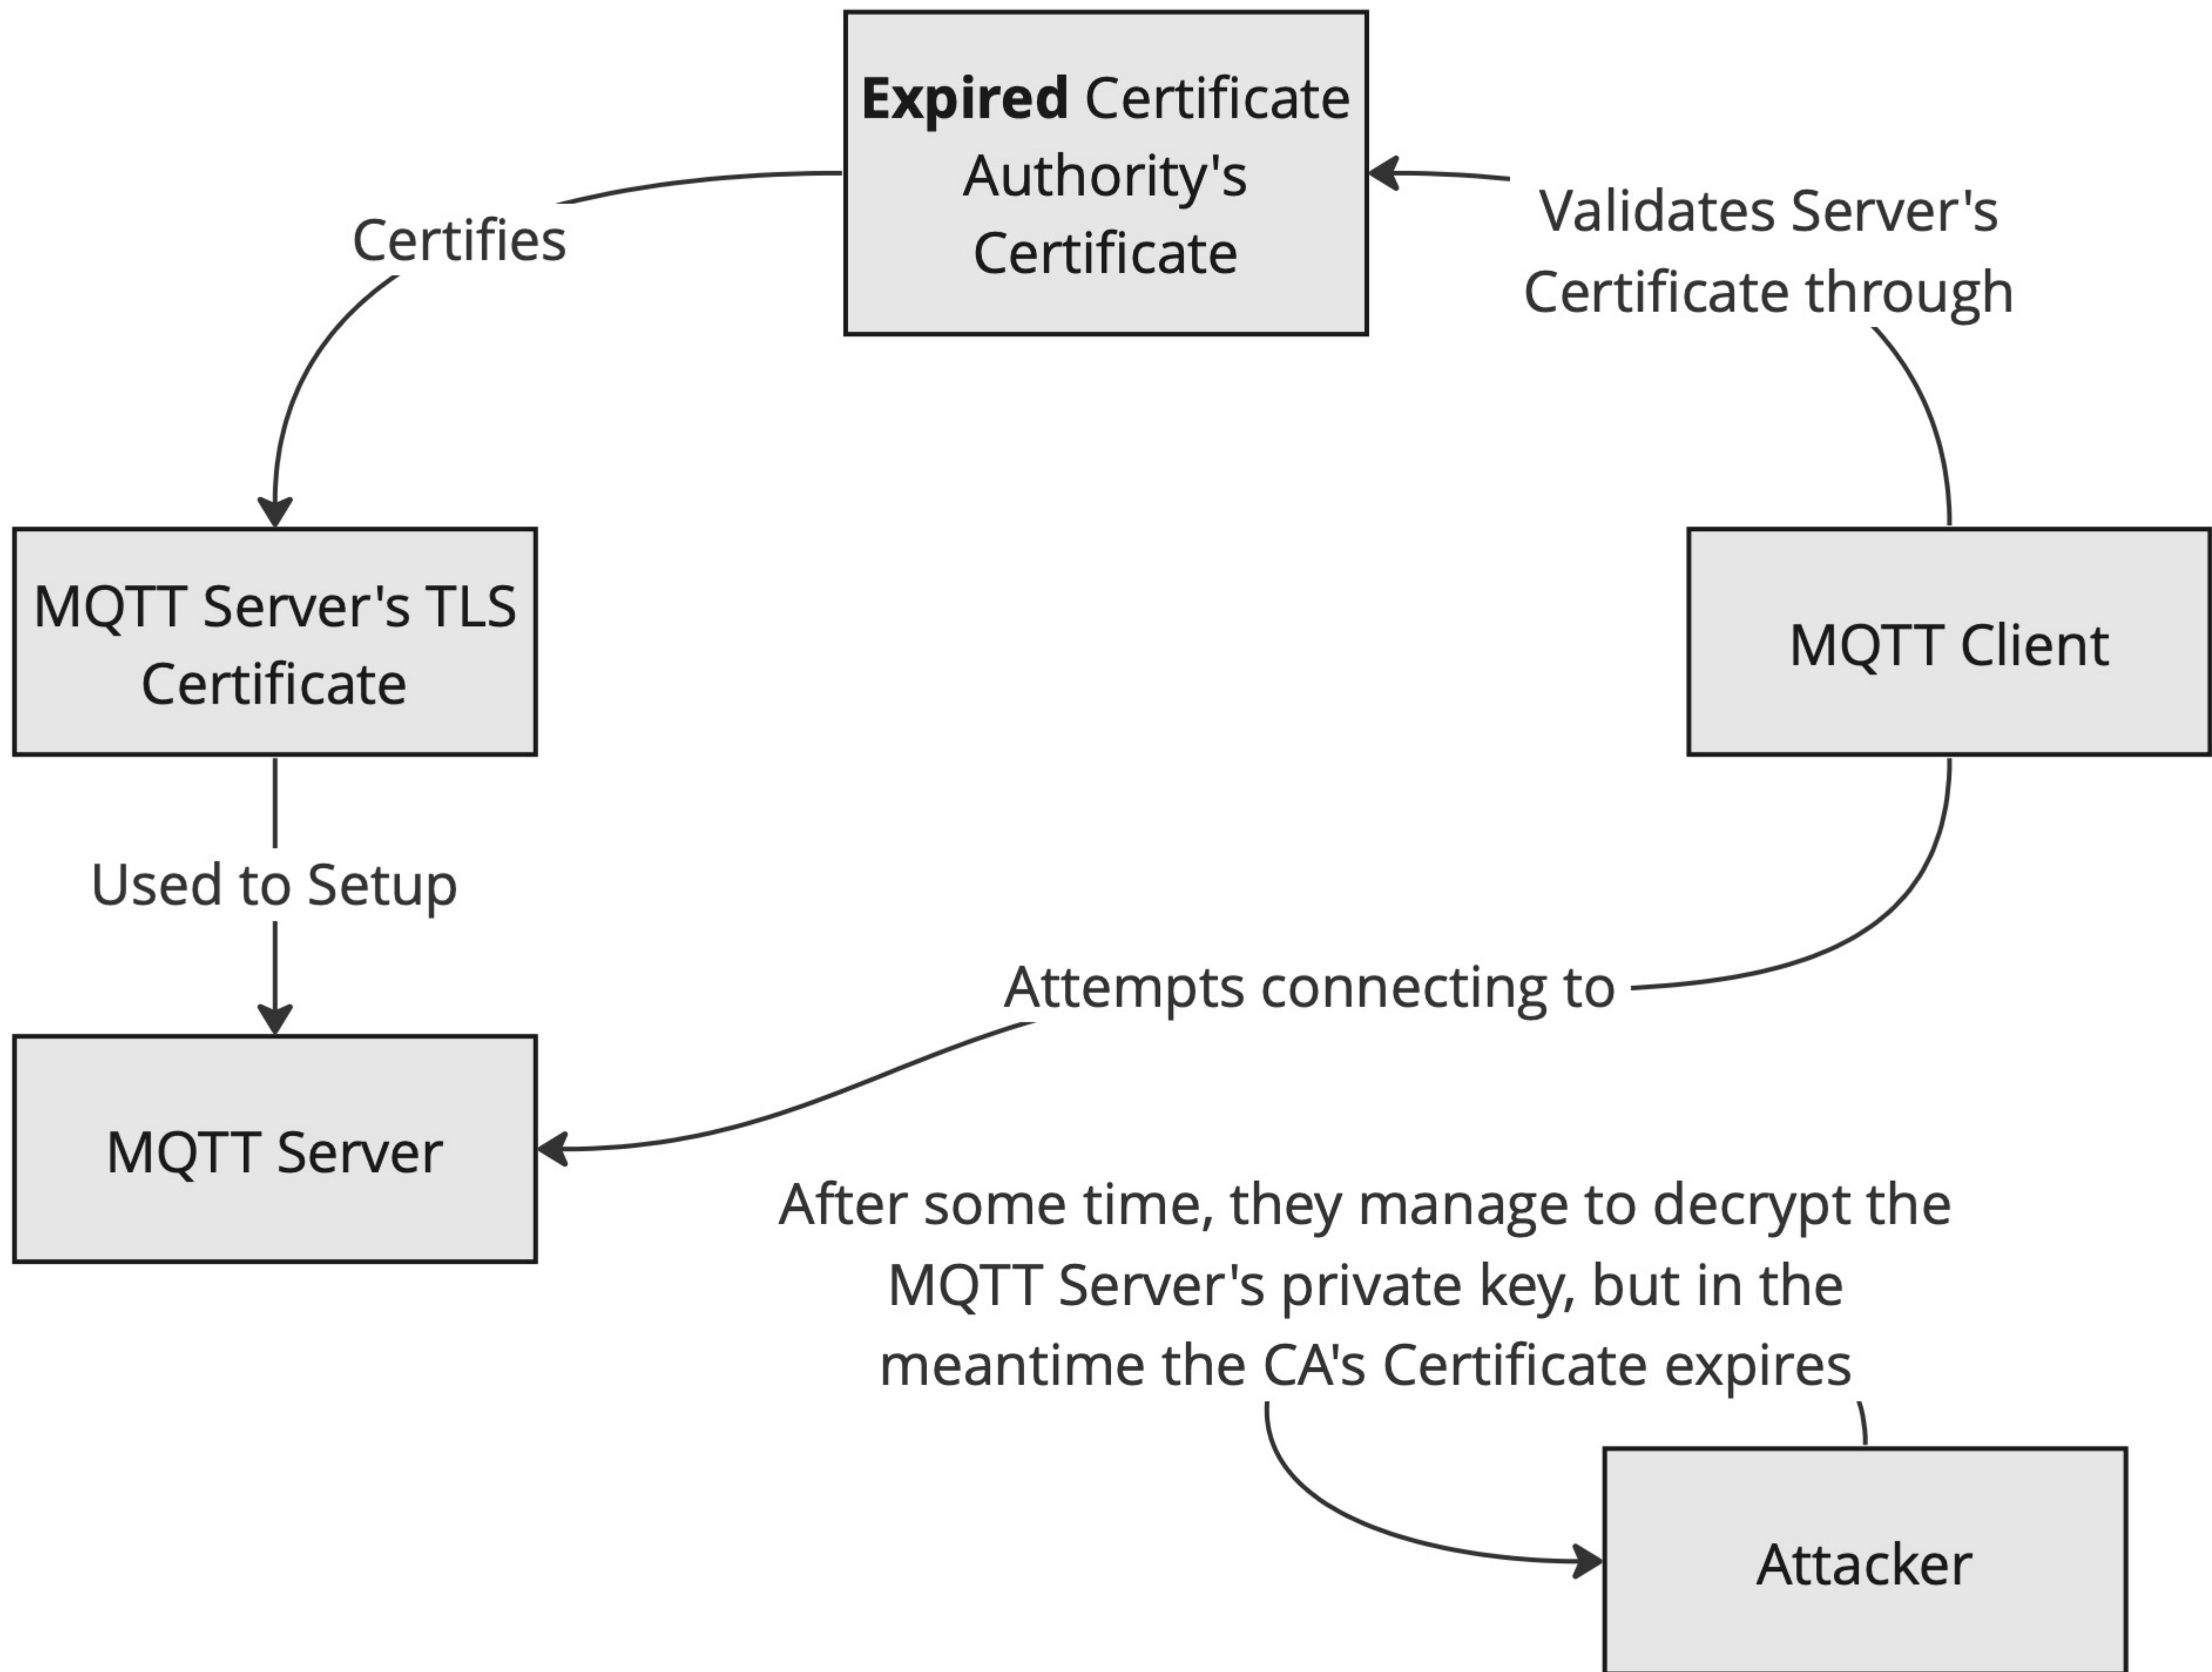 Expired Certificate
Authority's
Certificate
Certifies
Validates Server's
Certificate through
MQTT Server's TLS
Certificate
MQTT Client
Used to Setup
Attempts connecting to
MQTT Server
After some time, they manage to decrypt the
MQTT Server's private key, but in the
meantime the CA's Certificate expires
Attacker